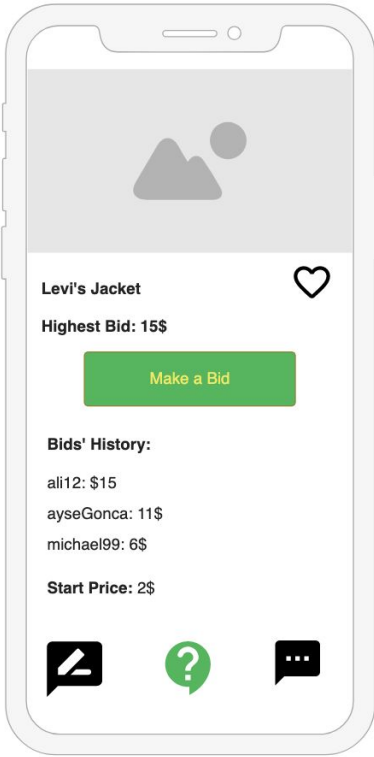 Levi's Jacket
Highest Bid: 15$
Make a Bid
Bids' History:
ali12: $15
ayseGonca: 11$
michael99: 6$
Start Price: 2$